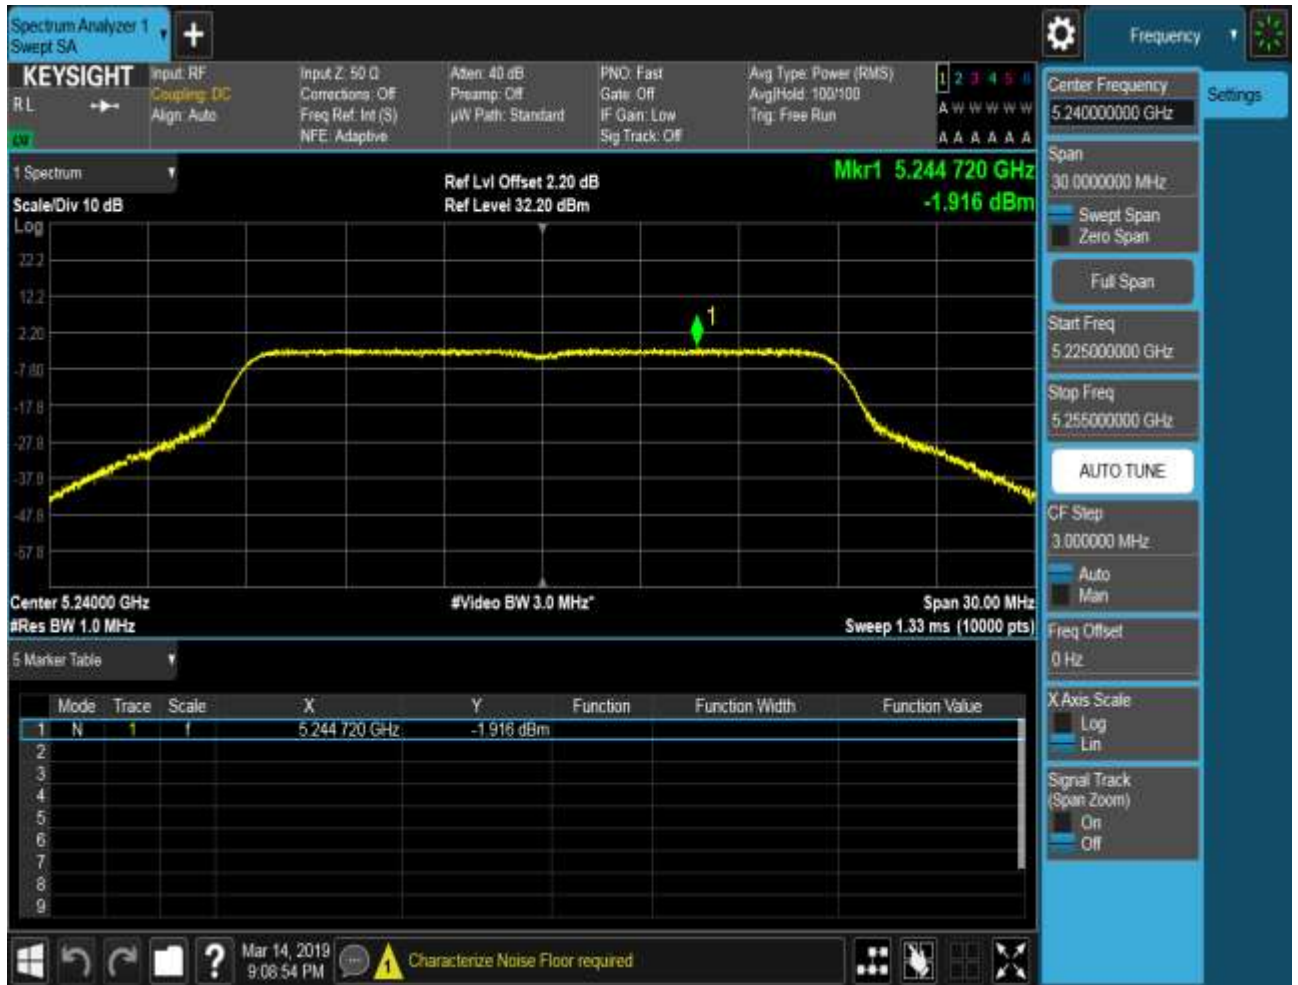 Spectrum Analyzer 1
Swept SA
Frequency
KEYSIGHT
RL
Input: RF
Coupling: DC
Align: Auto
Input Z: 50 Ω
Corrections: Off
Freq Ref: Int (S)
NFE: Adaptive
Atten: 40 dB
Preamp: Off
µW Path: Standard
PNO: Fast
Gate: Off
IF Gain: Low
Sig Track: Off
Avg Type: Power (RMS)
Avg|Hold: 100/100
Trig: Free Run
1 2 3 4 5 6
A W W W W W
A A A A A A
1 Spectrum
Scale/Div 10 dB
Ref Lvl Offset 2.20 dB
Ref Level 32.20 dBm
Mkr1 5.244 720 GHz
-1.916 dBm
Log
22.2
12.2
2.20
-7.80
-17.8
-27.8
-37.8
-47.8
-57.8
1
Center 5.24000 GHz
#Res BW 1.0 MHz
#Video BW 3.0 MHz*
Span 30.00 MHz
Sweep 1.33 ms (10000 pts)
5 Marker Table
Mode Trace Scale X Y Function Function Width Function Value
1 N 1 f 5.244 720 GHz -1.916 dBm
2
3
4
5
6
7
8
9
Mar 14, 2019
9:08:54 PM
1
Characterize Noise Floor required
Center Frequency
5.240000000 GHz
Settings
Span
30.0000000 MHz
Swept Span
Zero Span
Full Span
Start Freq
5.225000000 GHz
Stop Freq
5.255000000 GHz
AUTO TUNE
CF Step
3.000000 MHz
Auto
Man
Freq Offset
0 Hz
X Axis Scale
Log
Lin
Signal Track
(Span Zoom)
On
Off